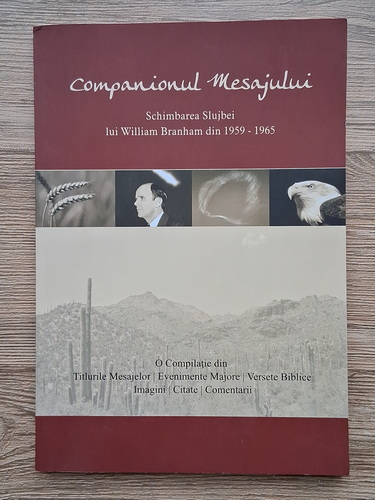 Companionul Mesajului
Schimbarea Slujbei
lui William Branham din 1959 - 1965
O Compilație din
Titlurile Mesajelor | Evenimente Majore | Versete Biblice
Imagini | Citate | Comentarii